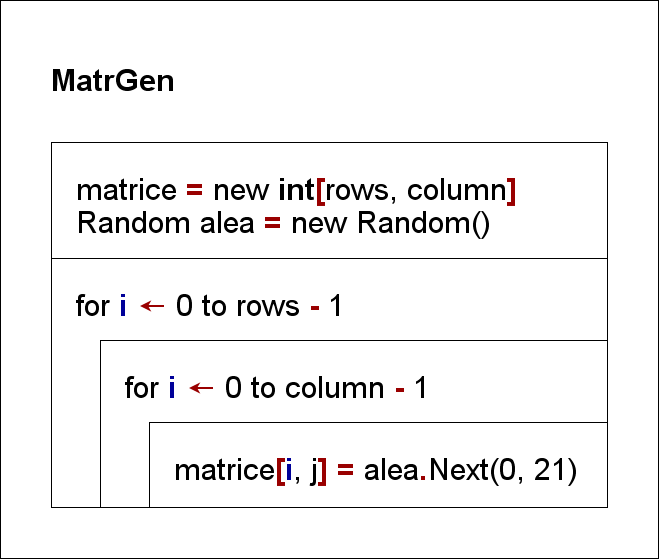 MatrGen
matrice = new int[rows, column]
Random alea = new Random()
for i ← 0 to rows - 1
for i ← 0 to column - 1
matrice[i, j] = alea.Next(0, 21)